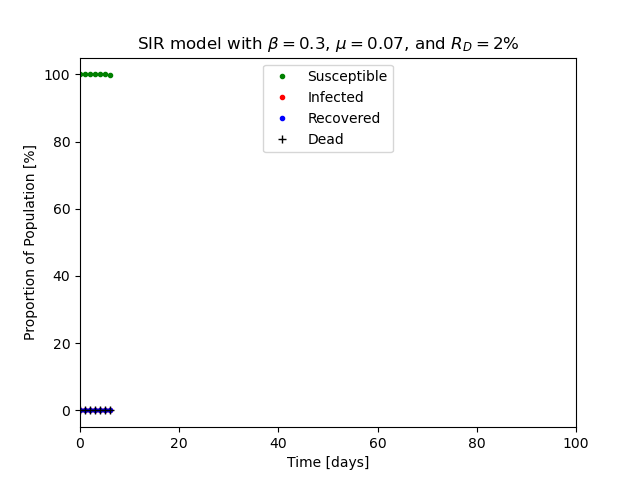 SIR model with β = 0.3, μ = 0.07, and R_D = 2%
Susceptible
Infected
Recovered
Dead
Proportion of Population [%]
100
80
60
40
20
0
0 20 40 60 80 100
Time [days]